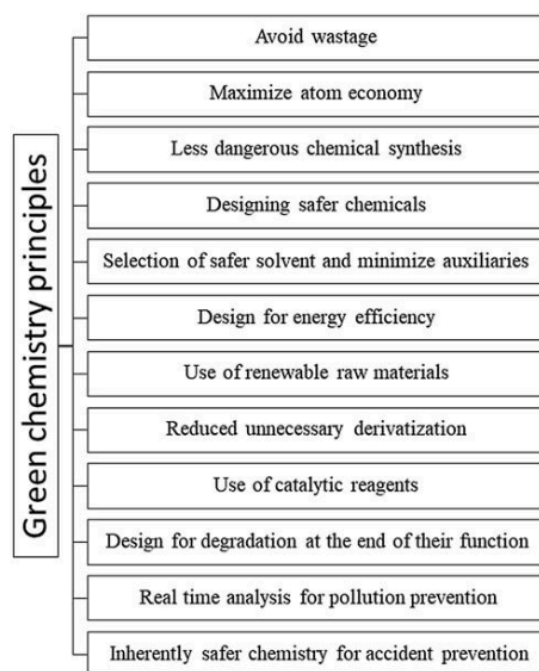 Green chemistry principles
Avoid wastage
Maximize atom economy
Less dangerous chemical synthesis
Designing safer chemicals
Selection of safer solvent and minimize auxiliaries
Design for energy efficiency
Use of renewable raw materials
Reduced unnecessary derivatization
Use of catalytic reagents
Design for degradation at the end of their function
Real time analysis for pollution prevention
Inherently safer chemistry for accident prevention